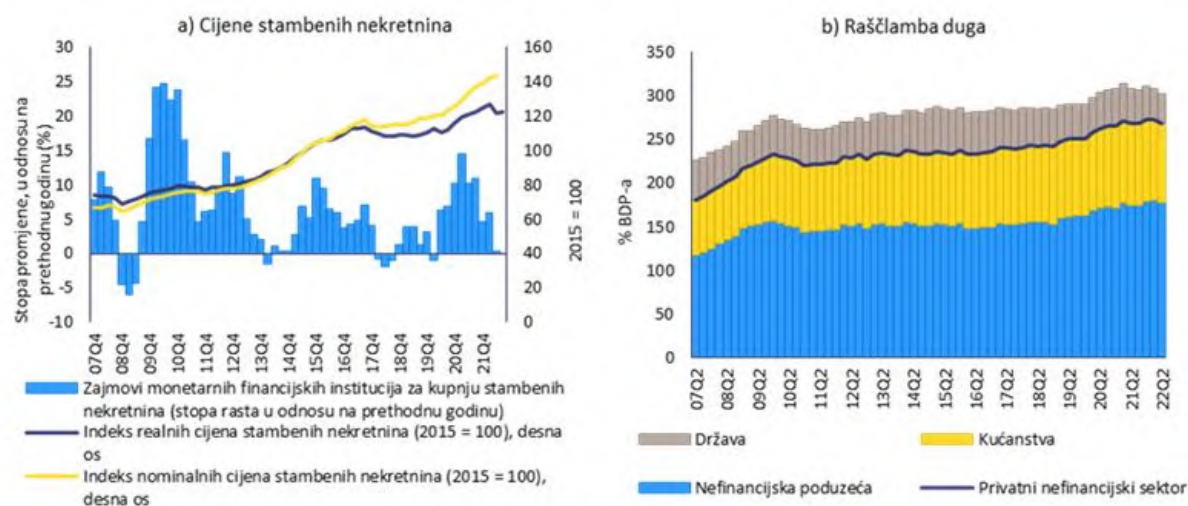 a) Cijene stambenih nekretnina
Stopa promjene, u odnosu na
prethodnu godinu (%)
30
25
20
15
10
5
0
-5
-10
160
140
120
100
80
60
40
20
0
2015 = 100
07Q4
08Q4
09Q4
10Q4
11Q4
12Q4
13Q4
14Q4
15Q4
16Q4
17Q4
18Q4
19Q4
20Q4
21Q4
Zajmovi monetarnih financijskih institucija za kupnju stambenih
nekretnina (stopa rasta u odnosu na prethodnu godinu)
Indeks realnih cijena stambenih nekretnina (2015 = 100), desna
os
Indeks nominalnih cijena stambenih nekretnina (2015 = 100),
desna os
b) Raščlamba duga
% BDP-a
350
300
250
200
150
100
50
0
07Q2
08Q2
09Q2
10Q2
11Q2
12Q2
13Q2
14Q2
15Q2
16Q2
17Q2
18Q2
19Q2
20Q2
21Q2
22Q2
Država
Kućanstva
Nefinancijska poduzeća
Privatni nefinancijski sektor